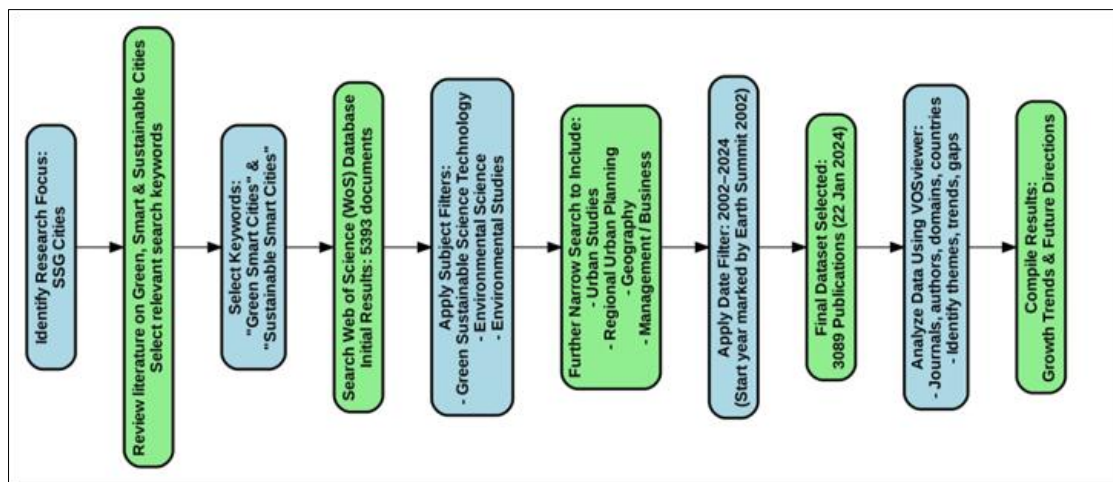 Identify Research Focus:
SSG Cities
Review literature on Green, Smart & Sustainable Cities
Select relevant search keywords
Select Keywords:
"Green Smart Cities" &
"Sustainable Smart Cities"
Search Web of Science (WoS) Database
Initial Results: 5393 documents
Apply Subject Filters:
- Green Sustainable Science Technology
- Environmental Science
- Environmental Studies
Further Narrow Search to Include:
- Urban Studies
- Regional Urban Planning
- Geography
- Management / Business
Apply Date Filter: 2002–2024
(Start year marked by Earth Summit 2002)
Final Dataset Selected:
3089 Publications (22 Jan 2024)
Analyze Data Using VOSviewer:
- Journals, authors, domains, countries
- Identify themes, trends, gaps
Compile Results:
Growth Trends & Future Directions